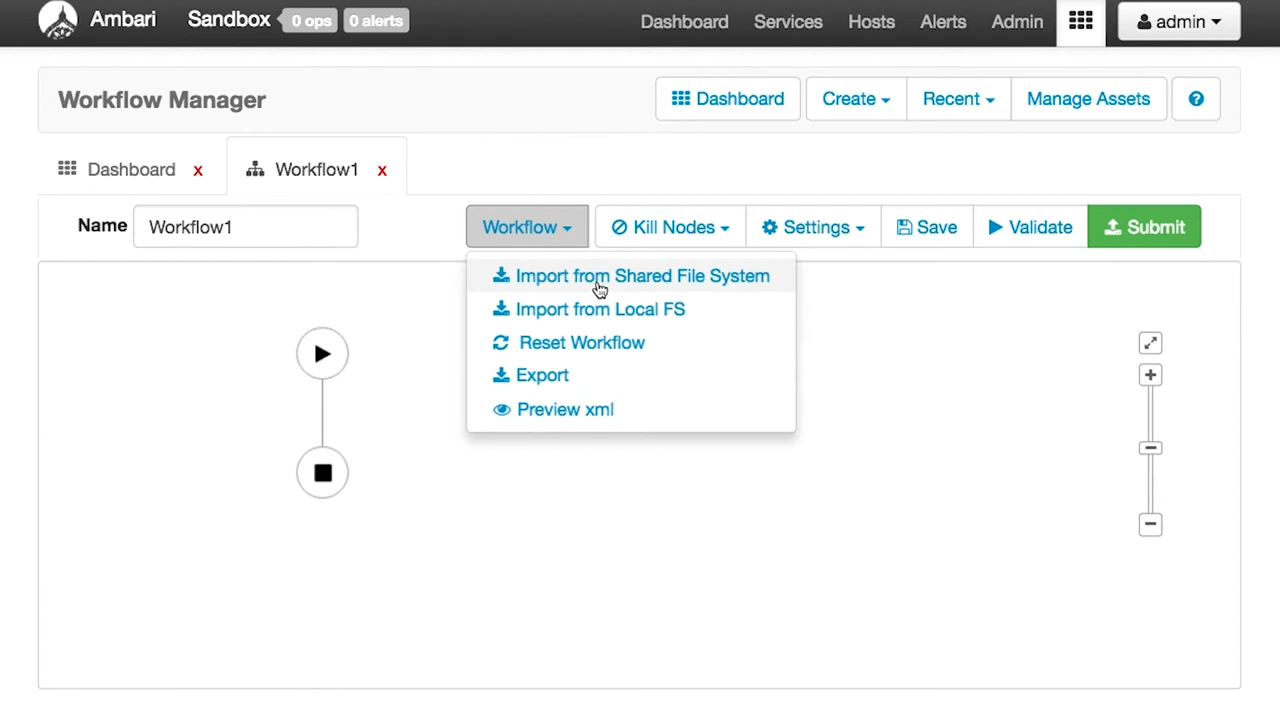 Ambari Sandbox 0 ops 0 alerts Dashboard Services Hosts Alerts Admin admin
Workflow Manager Dashboard Create Recent Manage Assets ?
Dashboard x Workflow1 x
Name Workflow1 Workflow Kill Nodes Settings Save Validate Submit
Import from Shared File System
Import from Local FS
Reset Workflow
Export
Preview xml